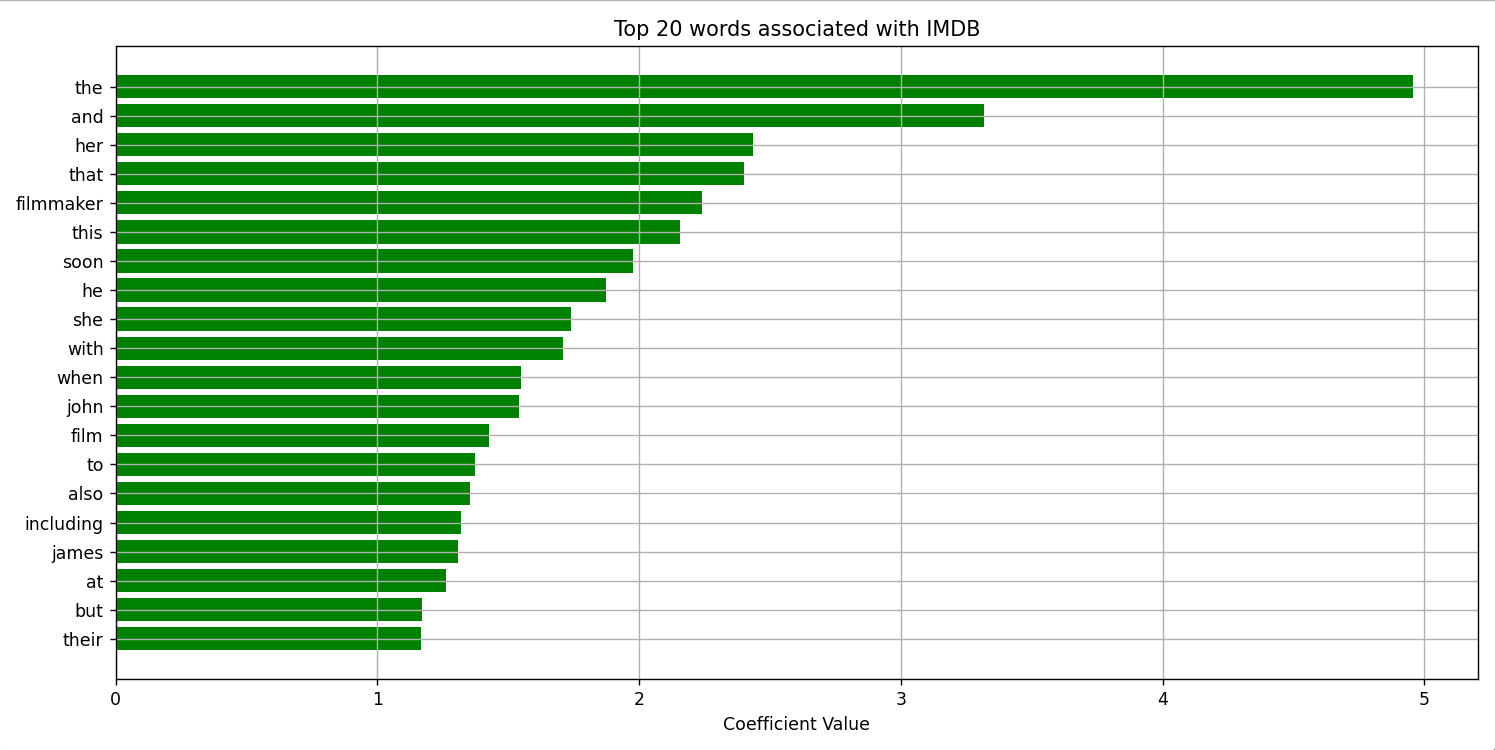 Top 20 words associated with IMDB
the
and
her
that
filmmaker
this
soon
he
she
with
when
john
film
to
also
including
james
at
but
their
0 1 2 3 4 5
Coefficient Value